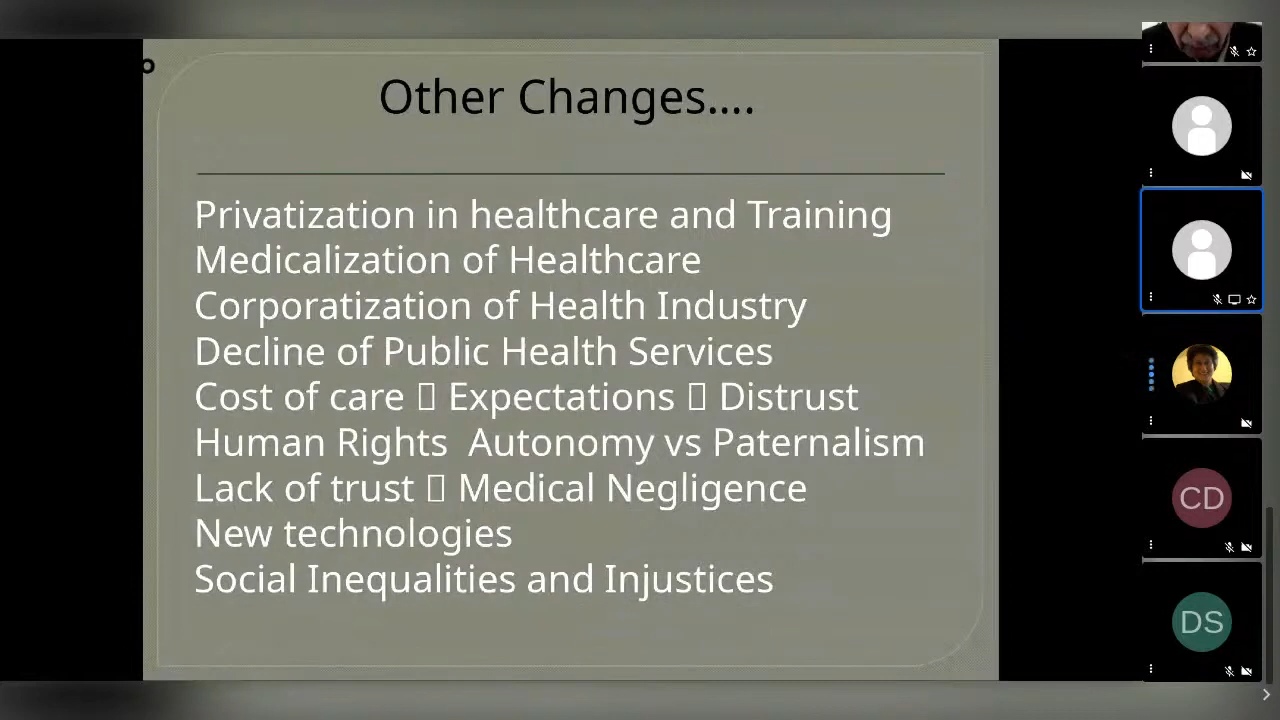 o
Other Changes....
Privatization in healthcare and Training
Medicalization of Healthcare
Corporatization of Health Industry
Decline of Public Health Services
Cost of care  Expectations  Distrust
Human Rights  Autonomy vs Paternalism
Lack of trust  Medical Negligence
New technologies
Social Inequalities and Injustices
CD
DS